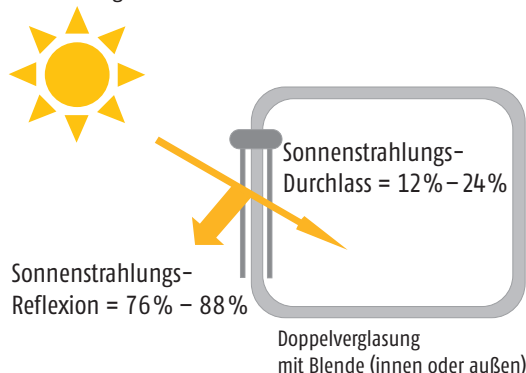 Sonnenstrahlungs-
Durchlass = 12 % – 24 %
Sonnenstrahlungs-
Reflexion = 76 % – 88 %
Doppelverglasung
mit Blende (innen oder außen)